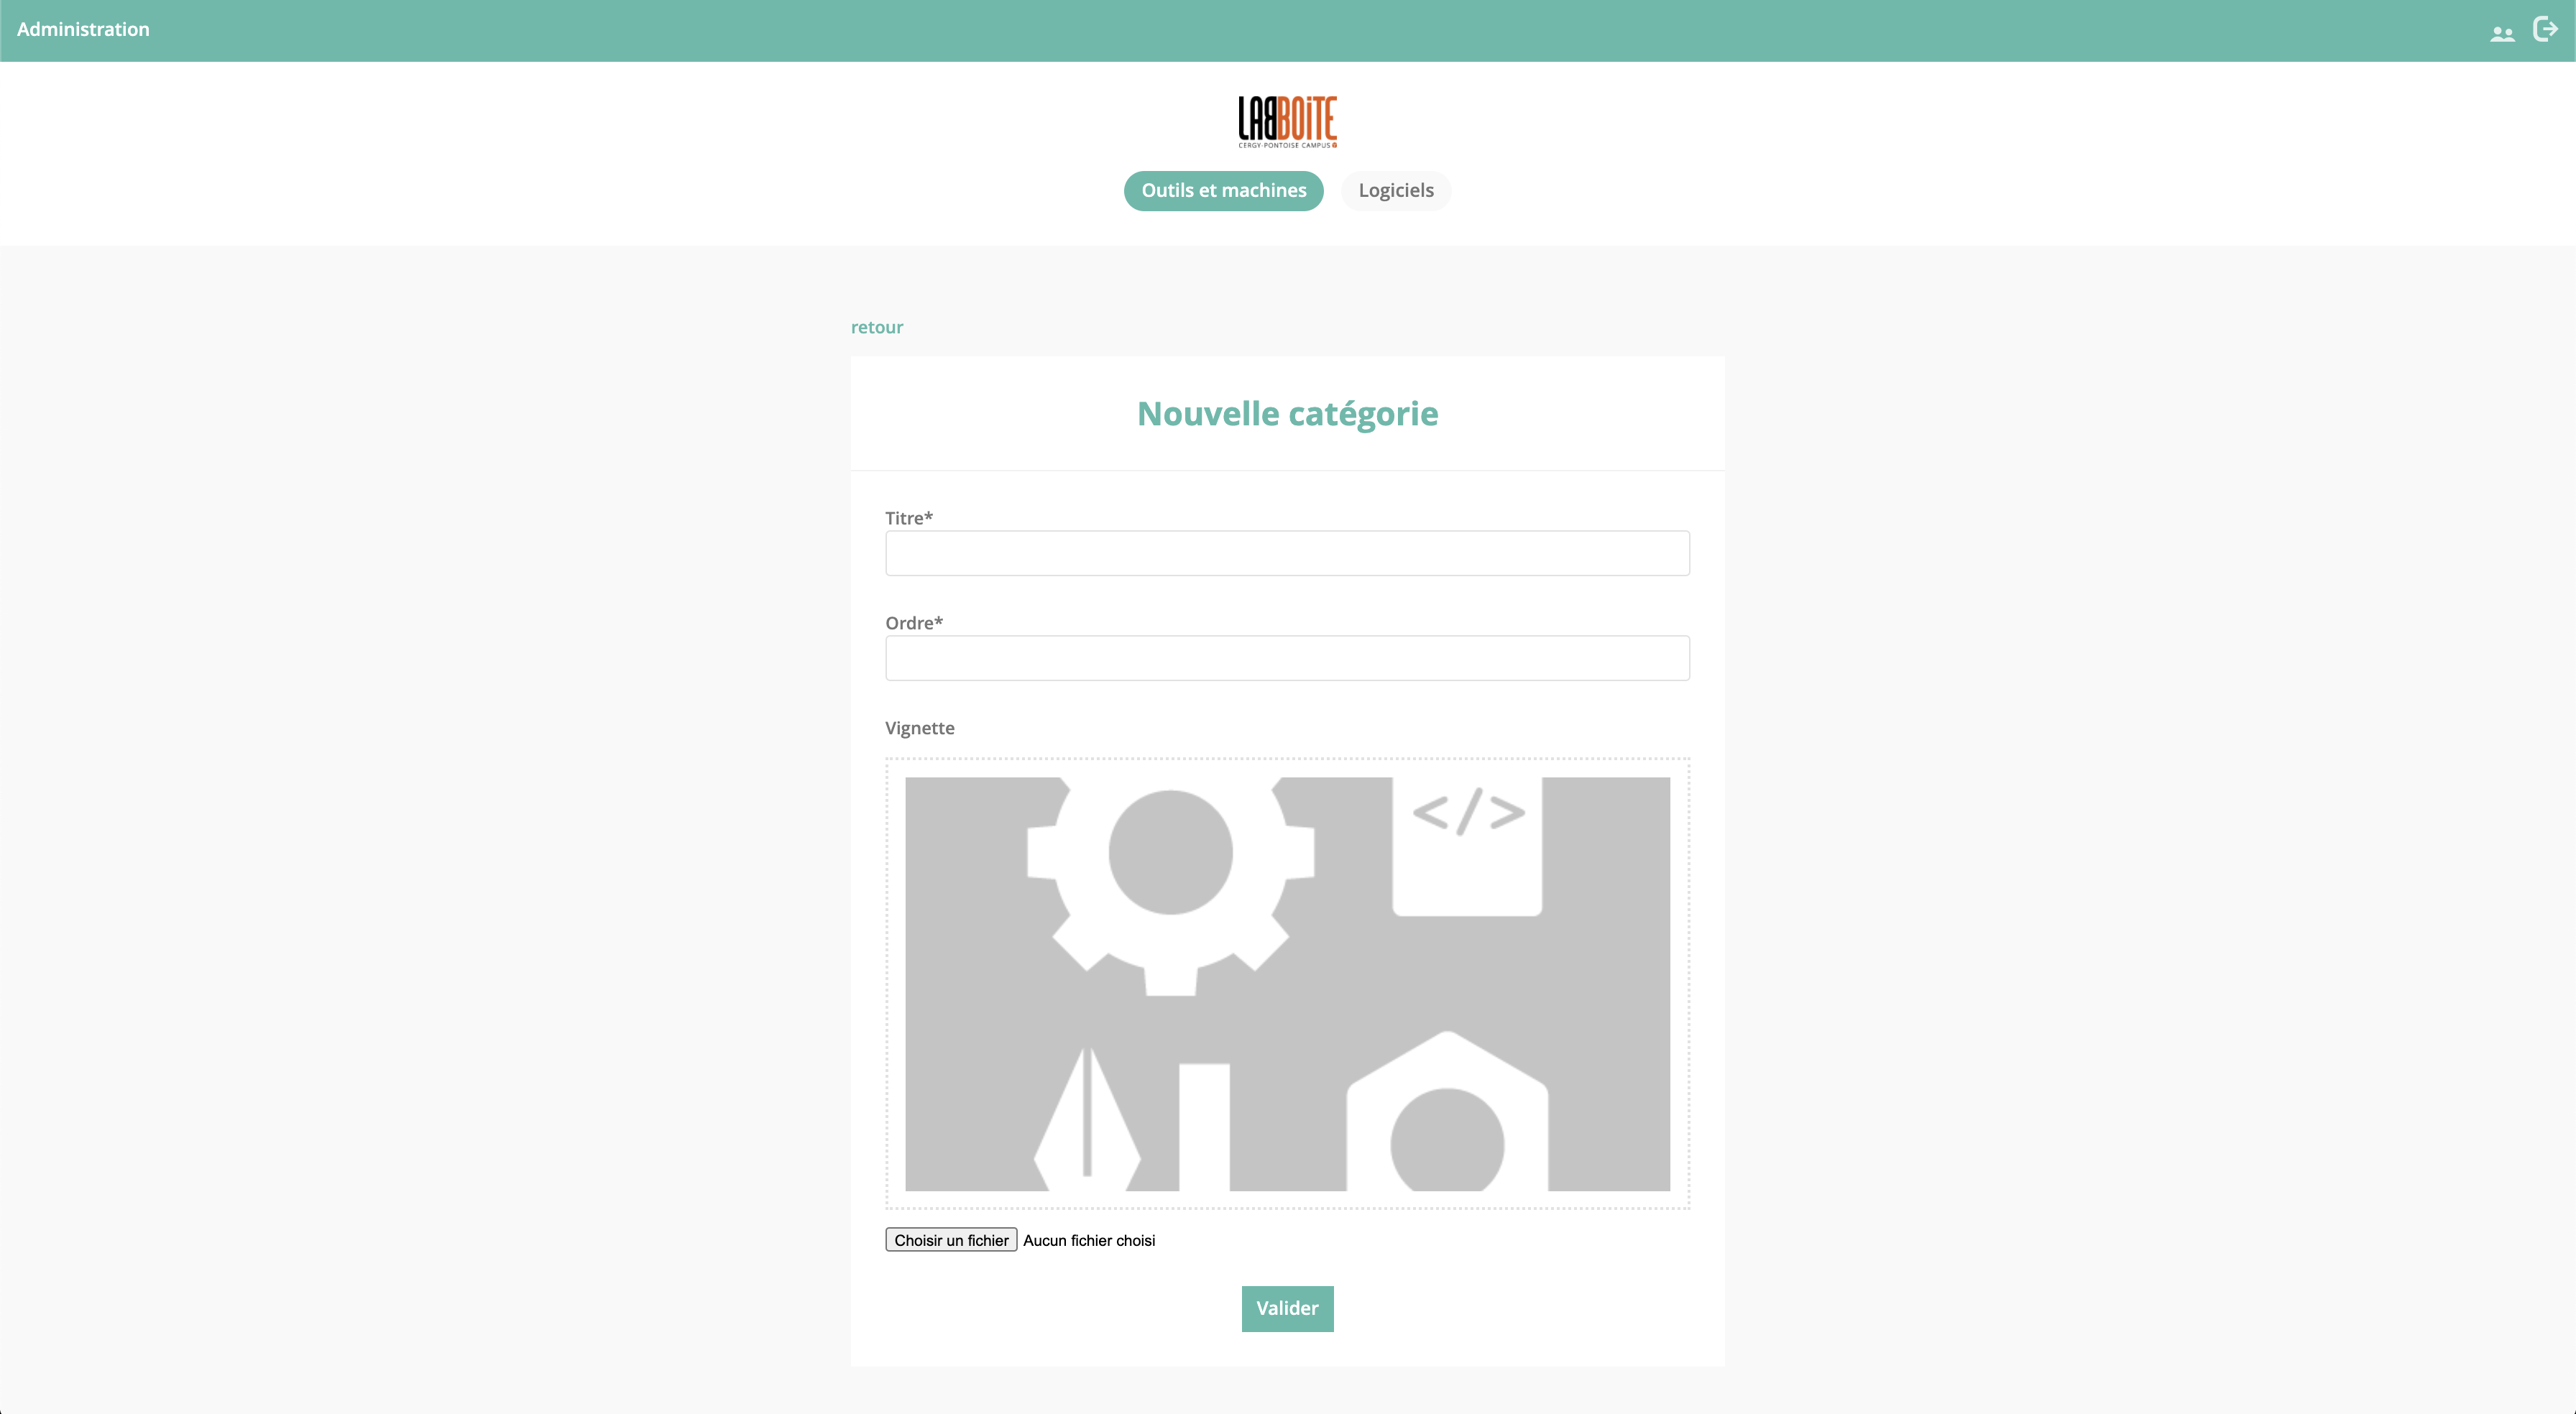 Administration
LABBOiTE
CERGY-PONTOISE CAMPUS
Outils et machines
Logiciels
retour
Nouvelle catégorie
Titre*
Ordre*
Vignette
</>
Choisir un fichier Aucun fichier choisi
Valider